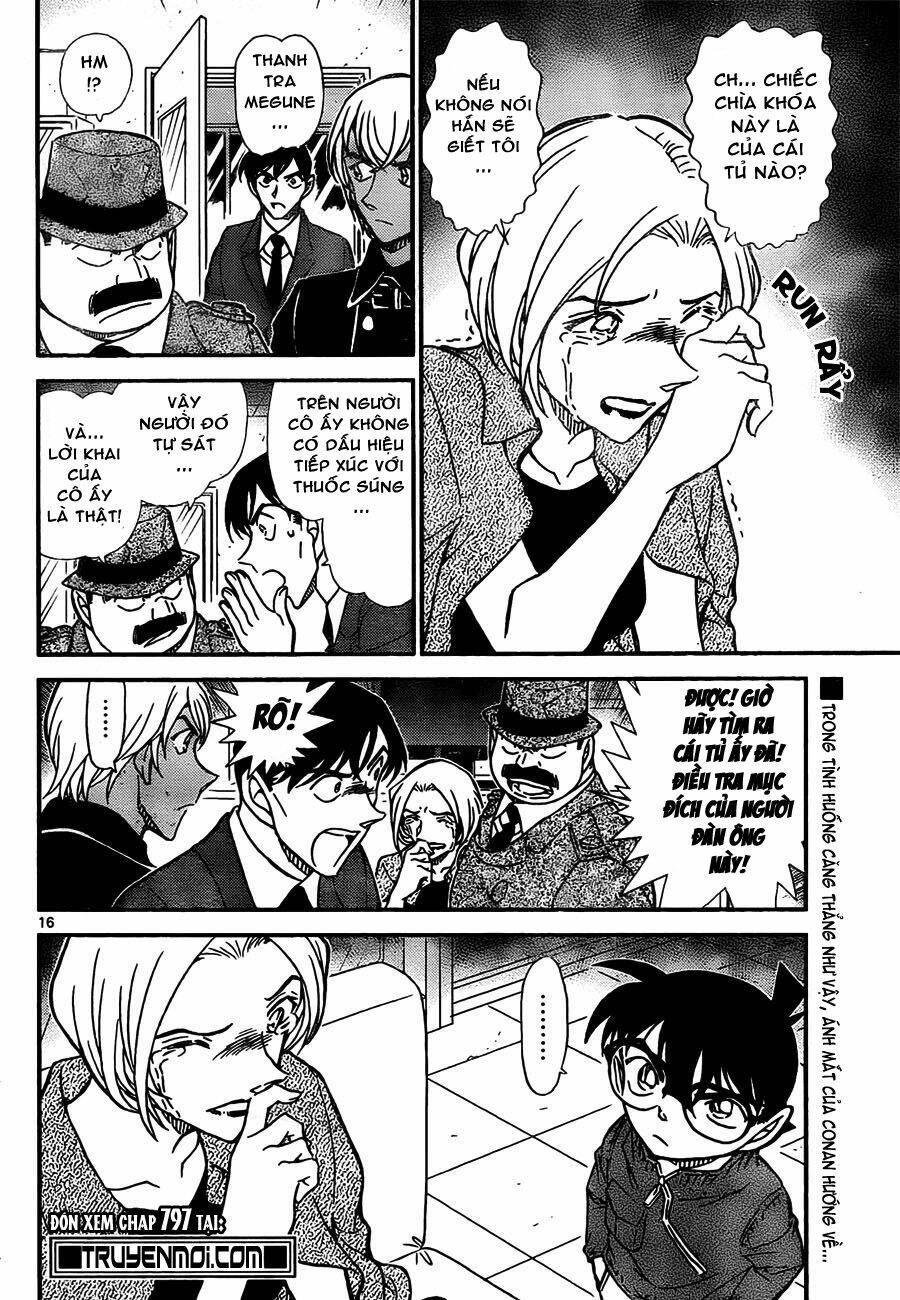 CH... CHIẾC
CHÌA KHÓA
NÀY LÀ
CỦA CÁI
TỦ NÀO?
NẾU
KHÔNG NÓI
HẮN SẼ
GIẾT TÔI
...
RUN RẨY
THANH
TRA
MEGUNE
...
HM
!?
TRÊN NGƯỜI
CÔ ẤY KHÔNG
CÓ DẤU HIỆU
TIẾP XÚC VỚI
THUỐC SÚNG
...
VẬY
NGƯỜI ĐÓ
TỰ SÁT
...
VÀ...
LỜI KHAI
CỦA
CÔ ẤY
LÀ THẬT!
ĐƯỢC! GIỜ
HÃY TÌM RA
CÁI TỦ ẤY ĐÃ!
ĐIỀU TRA MỤC
ĐÍCH CỦA NGƯỜI
ĐÀN ÔNG
NÀY!
RÕ!
.......
16
.......
TRONG TÌNH HUỐNG CĂNG THẲNG NHƯ VẬY, ÁNH MẮT CỦA CONAN HƯỚNG VỀ...
ĐÓN XEM CHAP 797 TẠI:
TRUYENMOI.COM